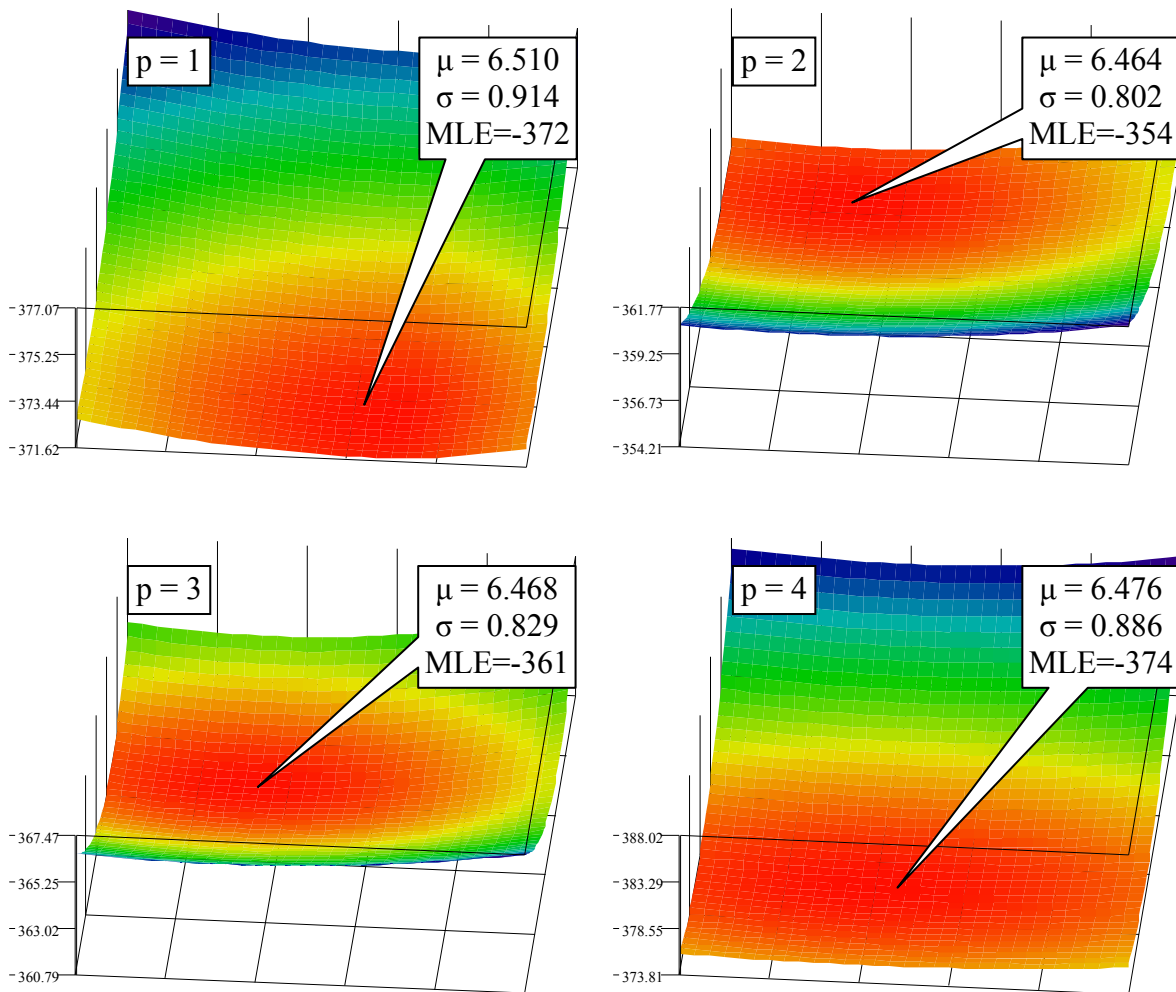 p = 1
μ = 6.510
σ = 0.914
MLE=-372
-377.07
-375.25
-373.44
-371.62
p = 2
μ = 6.464
σ = 0.802
MLE=-354
-361.77
-359.25
-356.73
-354.21
p = 3
μ = 6.468
σ = 0.829
MLE=-361
-367.47
-365.25
-363.02
-360.79
p = 4
μ = 6.476
σ = 0.886
MLE=-374
-388.02
-383.29
-378.55
-373.81